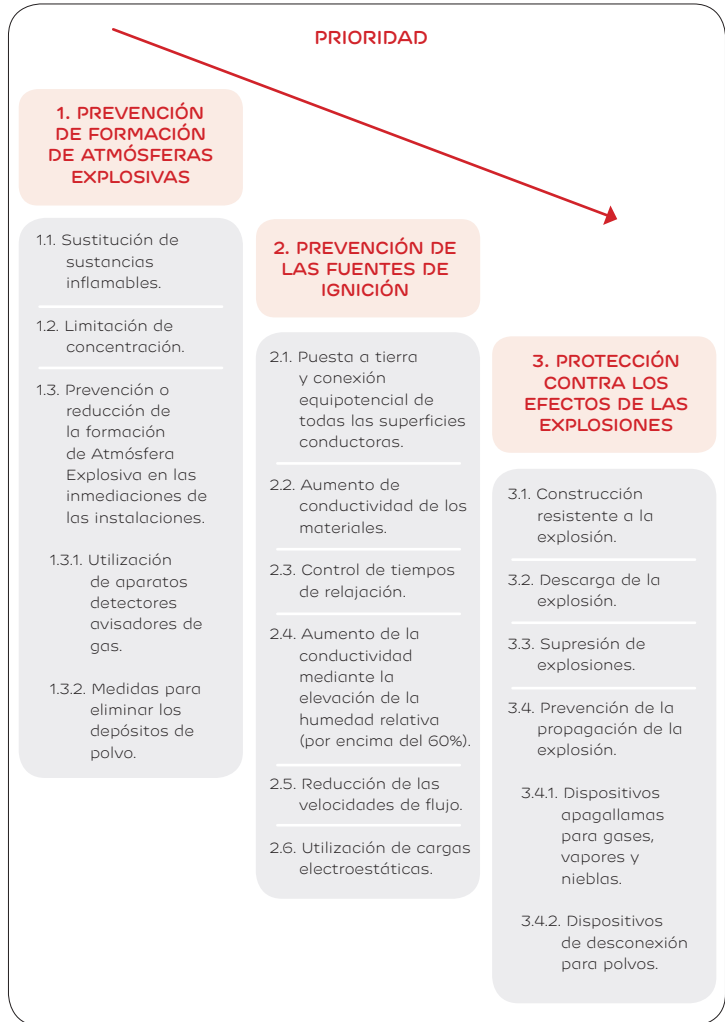 PRIORIDAD
1. PREVENCIÓN
DE FORMACIÓN
DE ATMÓSFERAS
EXPLOSIVAS
1.1. Sustitución de
sustancias
inflamables.
1.2. Limitación de
concentración.
1.3. Prevención o
reducción de
la formación
de Atmósfera
Explosiva en las
inmediaciones de
las instalaciones.
1.3.1. Utilización
de aparatos
detectores
avisadores de
gas.
1.3.2. Medidas para
eliminar los
depósitos de
polvo.
2. PREVENCIÓN DE
LAS FUENTES DE
IGNICIÓN
2.1. Puesta a tierra
y conexión
equipotencial de
todas las superficies
conductoras.
2.2. Aumento de
conductividad de los
materiales.
2.3. Control de tiempos
de relajación.
2.4. Aumento de la
conductividad
mediante la
elevación de la
humedad relativa
(por encima del 60%).
2.5. Reducción de las
velocidades de flujo.
2.6. Utilización de cargas
electroestáticas.
3. PROTECCIÓN
CONTRA LOS
EFECTOS DE LAS
EXPLOSIONES
3.1. Construcción
resistente a la
explosión.
3.2. Descarga de la
explosión.
3.3. Supresión de
explosiones.
3.4. Prevención de la
propagación de la
explosión.
3.4.1. Dispositivos
apagallamas
para gases,
vapores y
nieblas.
3.4.2. Dispositivos
de desconexión
para polvos.